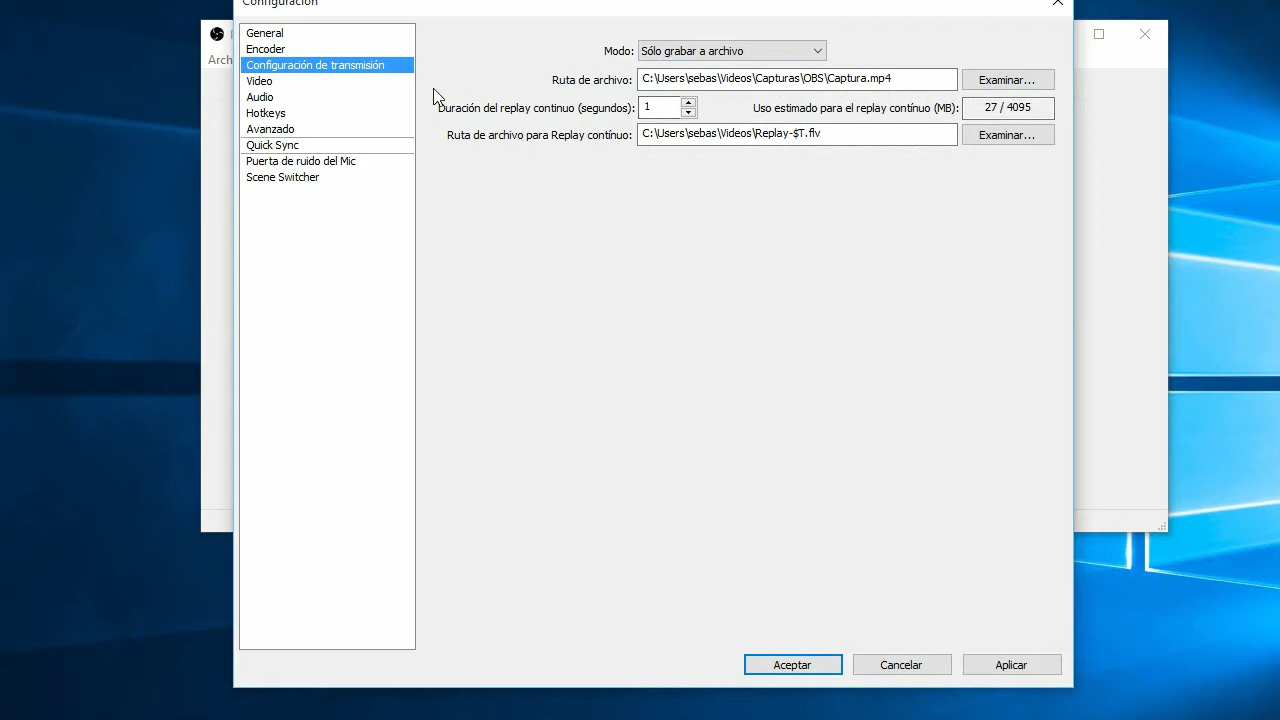 Configuración
Arch
General
Encoder
Configuración de transmisión
Video
Audio
Hotkeys
Avanzado
Quick Sync
Puerta de ruido del Mic
Scene Switcher
Modo: Sólo grabar a archivo
Ruta de archivo: C:\Users\sebas\Videos\Capturas\OBS\Captura.mp4 Examinar...
Duración del replay continuo (segundos): 1 Uso estimado para el replay contínuo (MB): 27 / 4095
Ruta de archivo para Replay contínuo: C:\Users\sebas\Videos\Replay-$T.flv Examinar...
Aceptar Cancelar Aplicar